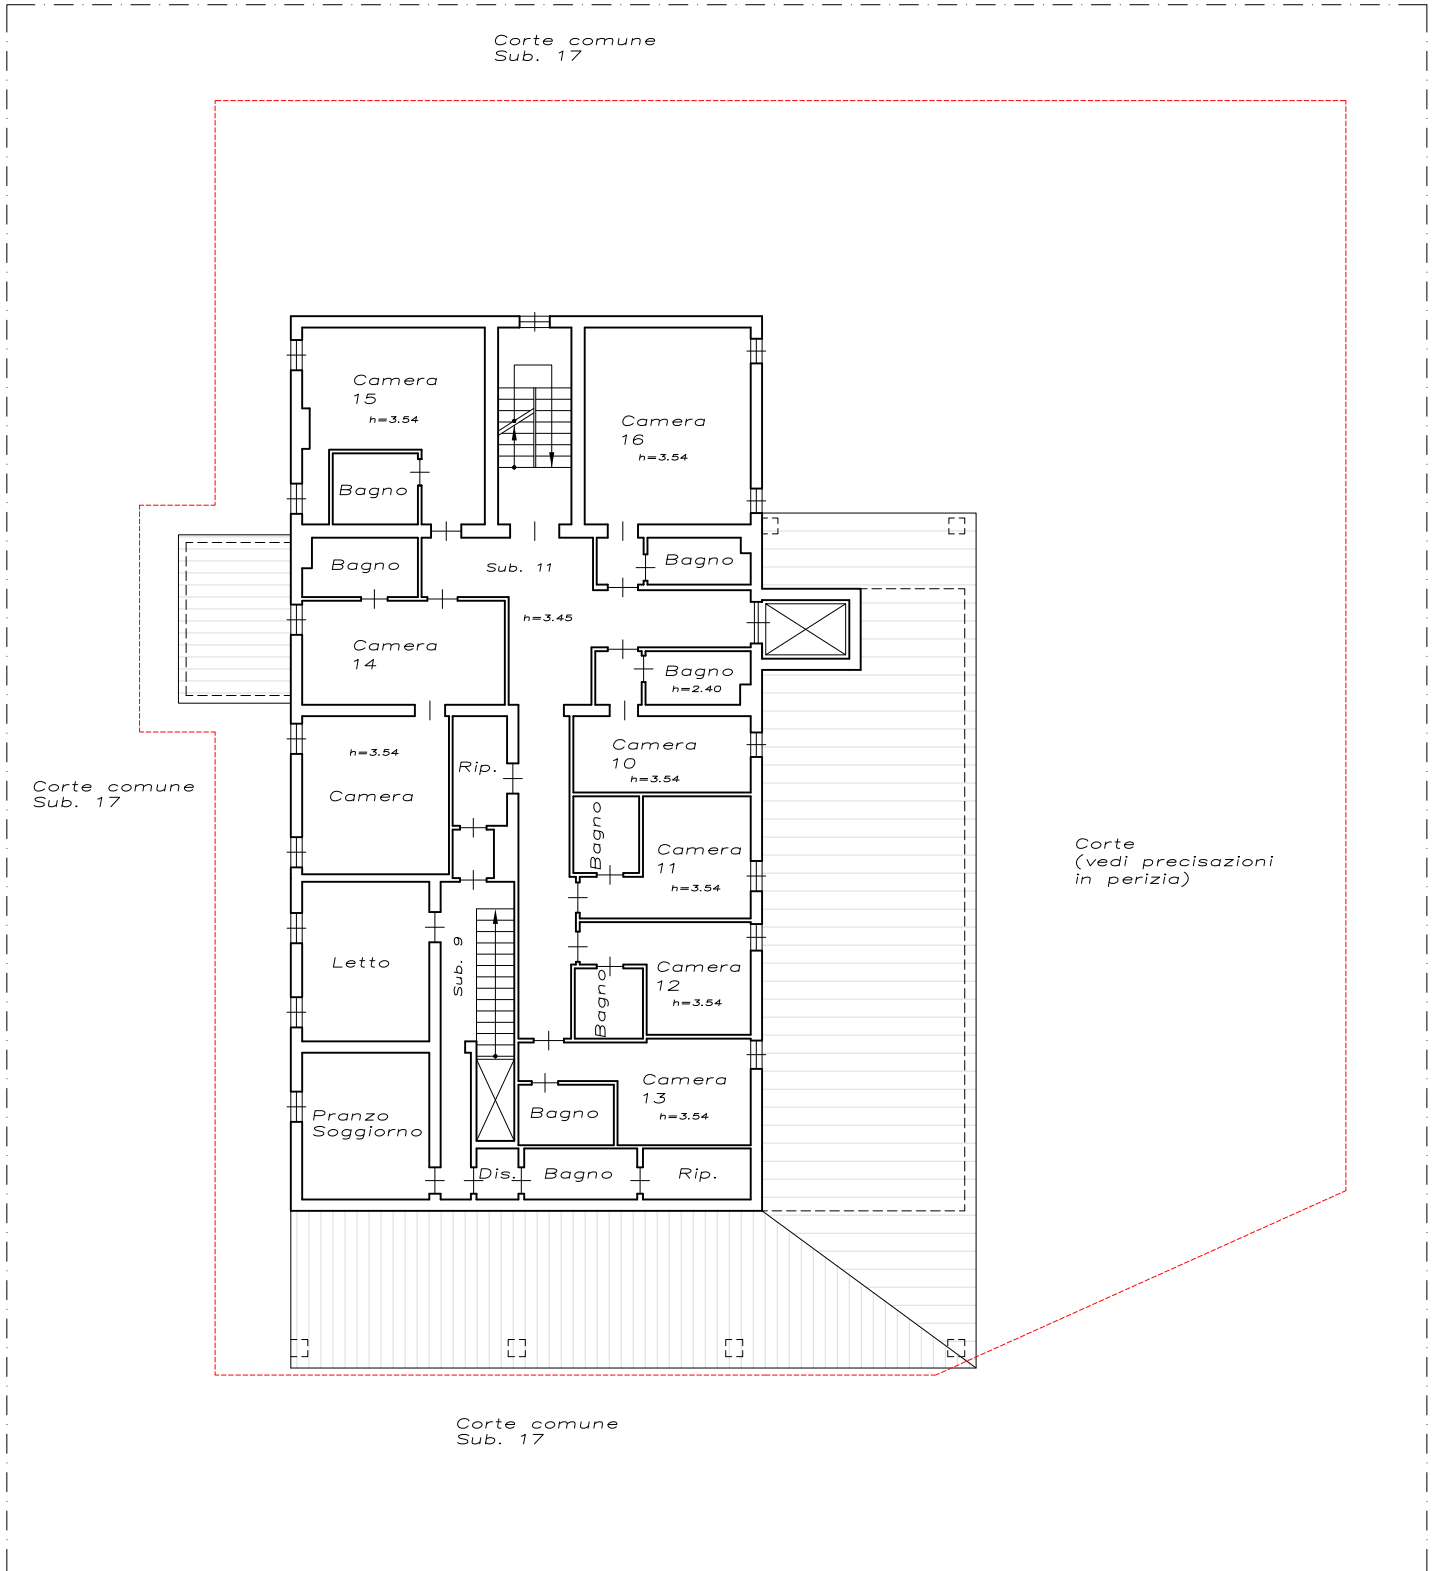 Corte comune
Sub. 17
Camera
15
h=3.54
Camera
16
h=3.54
Bagno
Bagno
Sub. 11
Bagno
h=3.45
Camera
14
Bagno
h=2.40
h=3.54
Camera
Rip.
Camera
10
h=3.54
Corte comune
Sub. 17
Bagno
Camera
11
h=3.54
Corte
(vedi precisazioni
in perizia)
Letto
Sub. 9
Camera
12
h=3.54
Bagno
Camera
13
h=3.54
Pranzo
Soggiorno
Bagno
Dis.
Bagno
Rip.
Corte comune
Sub. 17